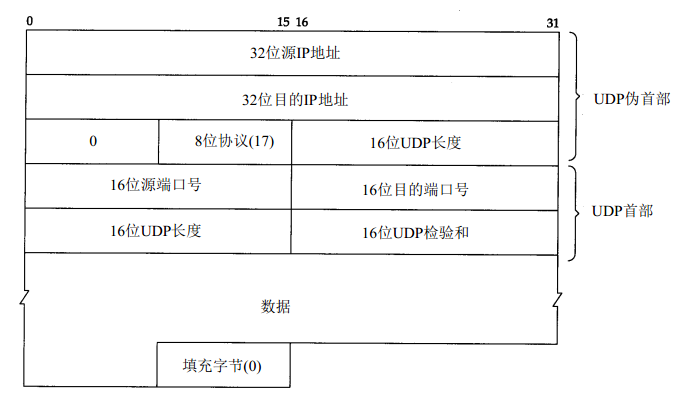 0 15 16 31
32位源IP地址
32位目的IP地址
UDP伪首部
0 8位协议(17) 16位UDP长度
16位源端口号 16位目的端口号
UDP首部
16位UDP长度 16位UDP检验和
数据
填充字节(0)